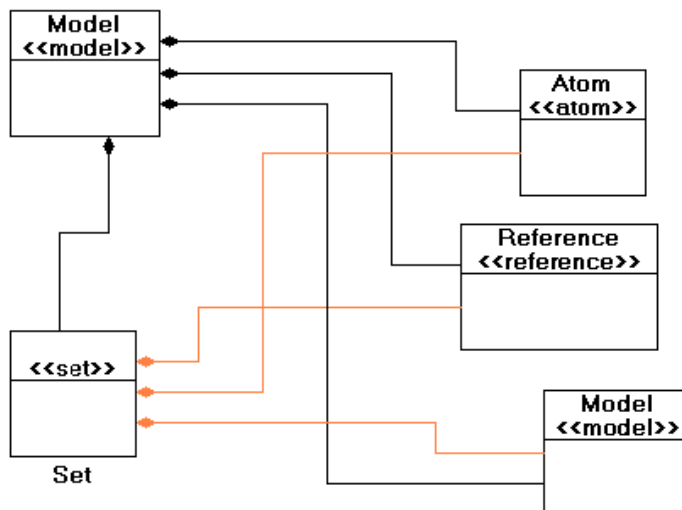 Model
<<model>>
Atom
<<atom>>
Reference
<<reference>>
<<set>>
Set
Model
<<model>>